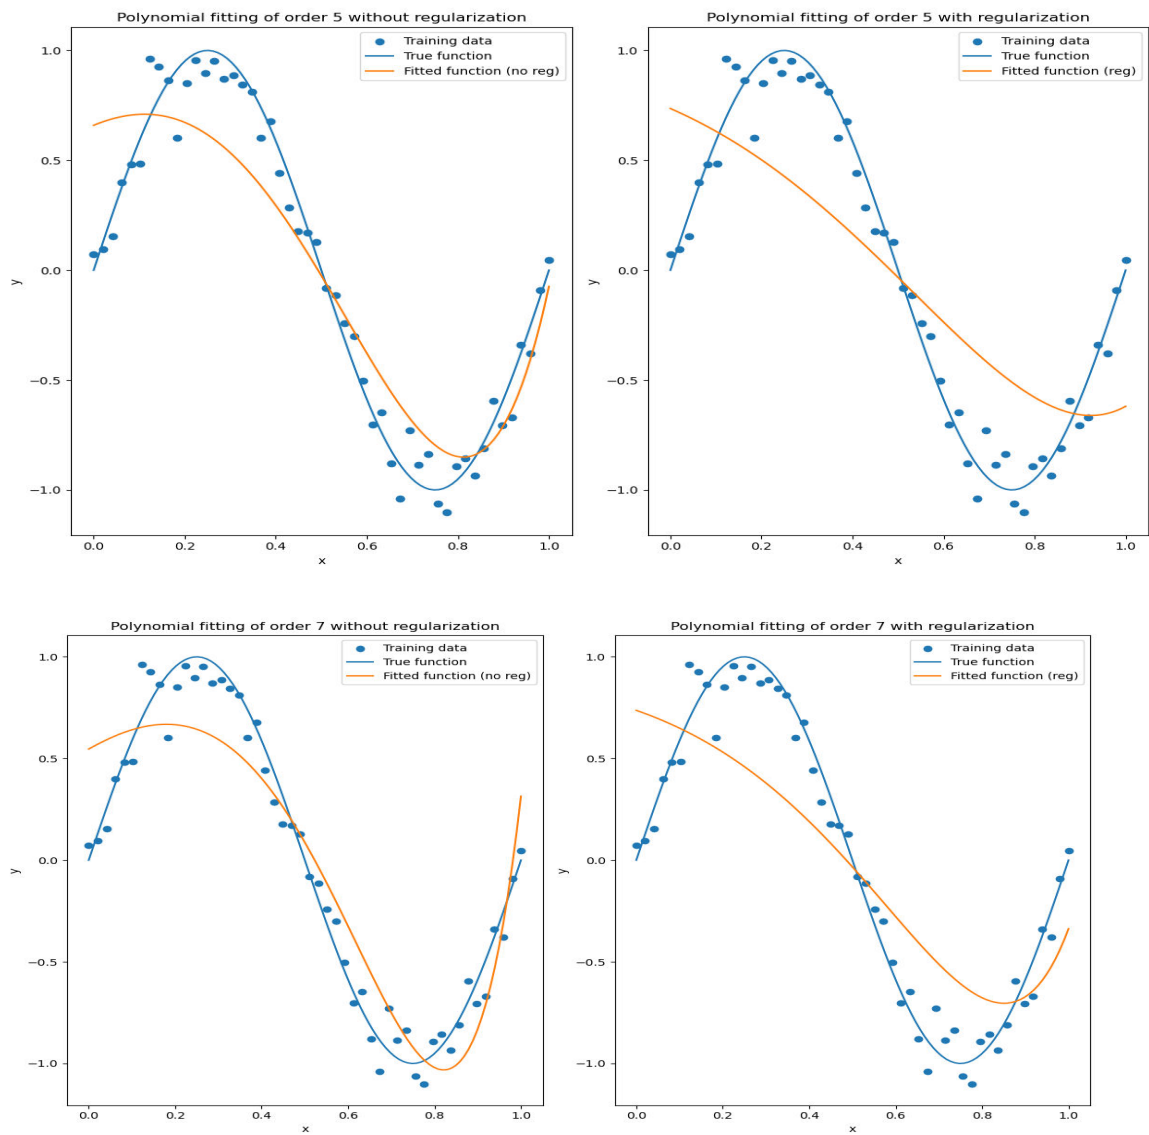 Polynomial fitting of order 5 without regularization
Training data
True function
Fitted function (no reg)
1.0
0.5
0.0
−0.5
−1.0
y
0.0 0.2 0.4 0.6 0.8 1.0
x
Polynomial fitting of order 5 with regularization
Training data
True function
Fitted function (reg)
1.0
0.5
0.0
−0.5
−1.0
y
0.0 0.2 0.4 0.6 0.8 1.0
x
Polynomial fitting of order 7 without regularization
Training data
True function
Fitted function (no reg)
1.0
0.5
0.0
−0.5
−1.0
y
0.0 0.2 0.4 0.6 0.8 1.0
x
Polynomial fitting of order 7 with regularization
Training data
True function
Fitted function (reg)
1.0
0.5
0.0
−0.5
−1.0
y
0.0 0.2 0.4 0.6 0.8 1.0
x